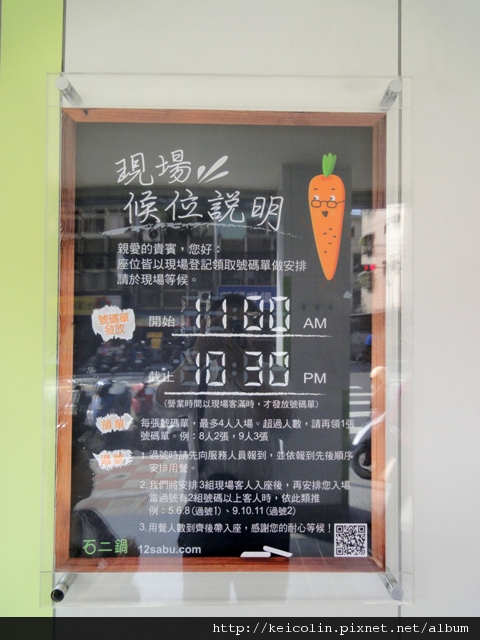 現場
候位說明
親愛的貴賓，您好：
座位皆以現場登記領取號碼單做安排
請於現場等候。
號碼單
發放
開始 11:00 AM
截止 10:30 PM
(營業時間以現場客滿時，才發放號碼單)
每張號碼單，最多4人入場。超過人數，請再領1張
號碼單。例：8人2張，9人3張
1. 過號時請先向服務人員報到，並依報到先後順序
安排用餐。
2. 我們將安排3組現場客人入座後，再安排您入場
當過號有2組號碼以上客人時，依此類推
例：5.6.8(過號1)、9.10.11(過號2)
3. 用餐人數到齊後帶入座，感謝您的耐心等候！
石二鍋 12sabu.com
http://keicolin.pixnet.net/album